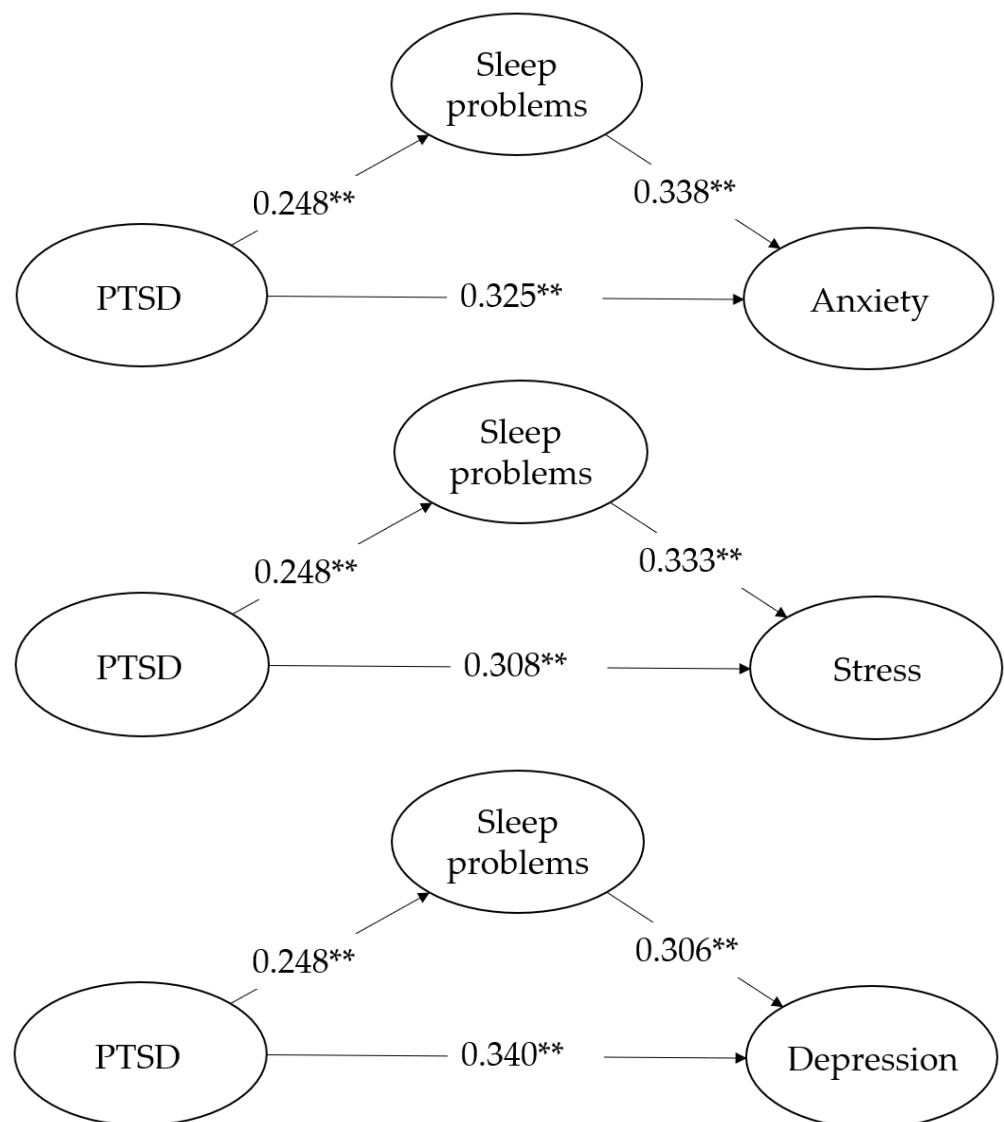 Sleep
problems
0.248**
0.338**
PTSD
0.325**
Anxiety
Sleep
problems
0.248**
0.333**
PTSD
0.308**
Stress
Sleep
problems
0.248**
0.306**
PTSD
0.340**
Depression